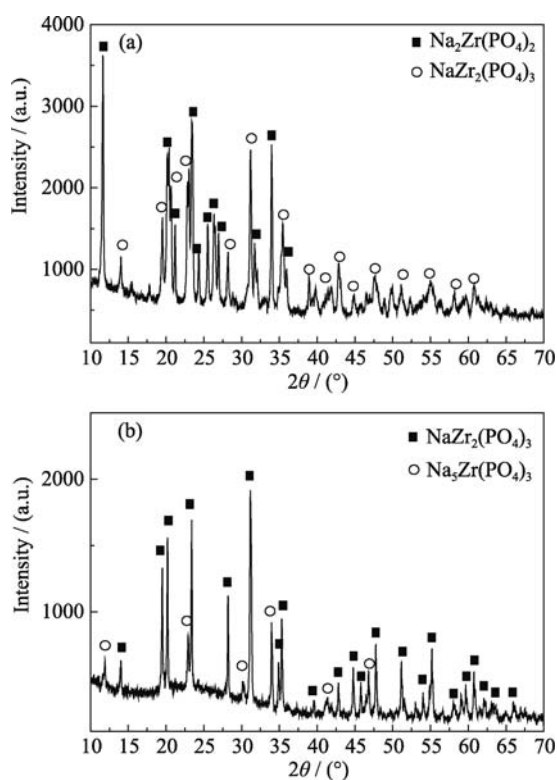 (a)
■ Na₂Zr(PO₄)₂
○ NaZr₂(PO₄)₃
Intensity / (a.u.)
4000
3000
2000
1000
10 15 20 25 30 35 40 45 50 55 60 65 70
2θ / (°)
(b)
■ NaZr₂(PO₄)₃
○ Na₅Zr(PO₄)₃
Intensity / (a.u.)
2000
1000
10 15 20 25 30 35 40 45 50 55 60 65 70
2θ / (°)